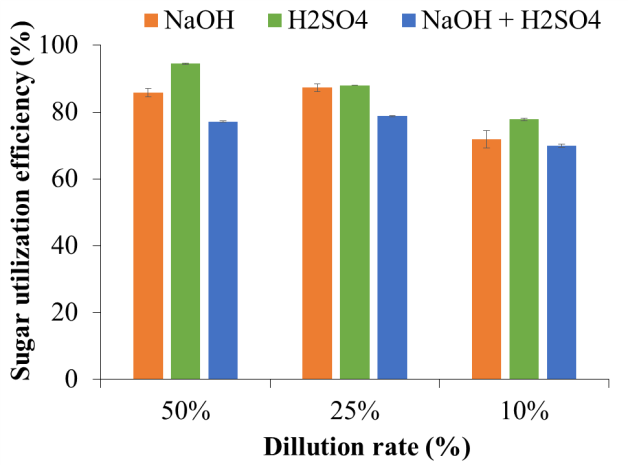 NaOH H2SO4 NaOH + H2SO4
Sugar utilization efficiency (%)
100
80
60
40
20
0
50% 25% 10%
Dillution rate (%)